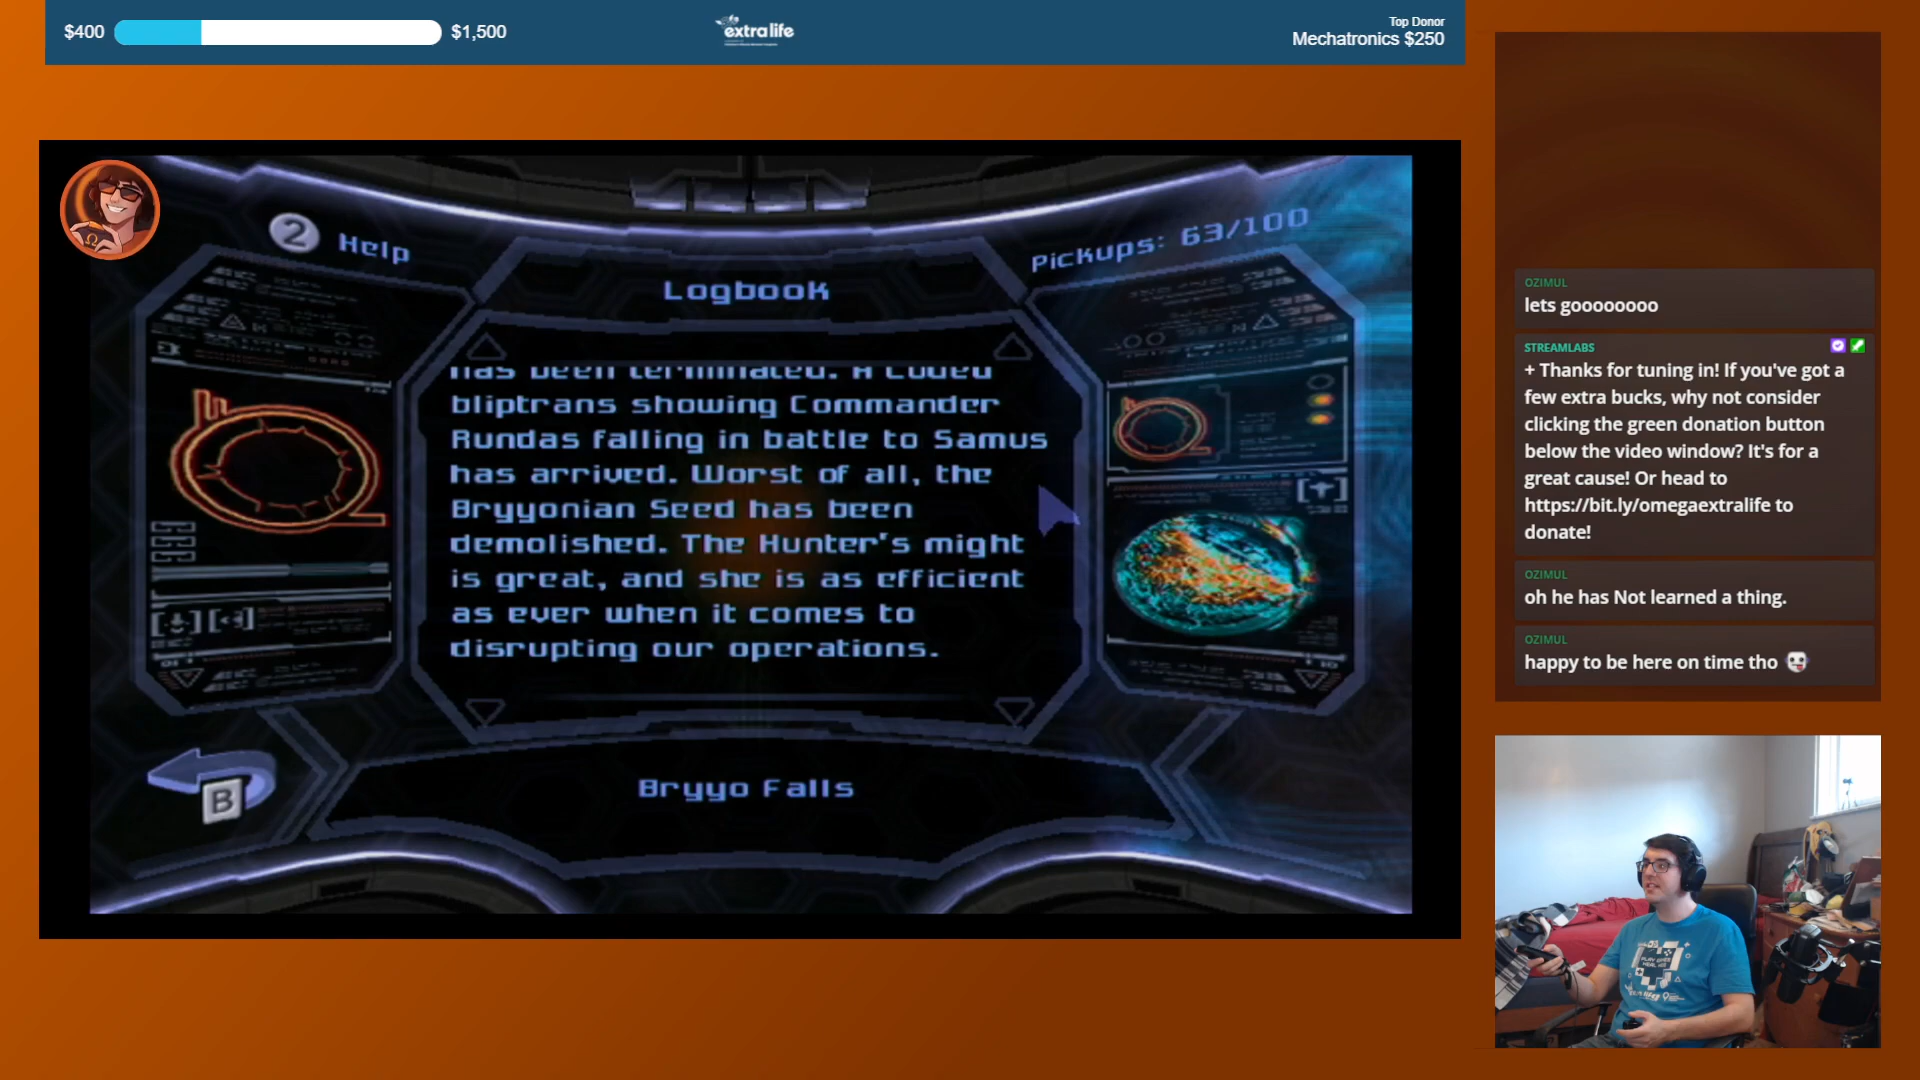 $400
$1,500
extralife
Top Donor
Mechatronics $250
2 Help
Logbook
Pickups: 63/100
has been terminated. A coded
bliptrans showing Commander
Rundas falling in battle to Samus
has arrived. Worst of all, the
Bryyonian Seed has been
demolished. The Hunter's might
is great, and she is as efficient
as ever when it comes to
disrupting our operations.
B
Bryyo Falls
OZIMUL
lets goooooooo
STREAMLABS
+ Thanks for tuning in! If you've got a
few extra bucks, why not consider
clicking the green donation button
below the video window? It's for a
great cause! Or head to
https://bit.ly/omegaextralife to
donate!
OZIMUL
oh he has Not learned a thing.
OZIMUL
happy to be here on time tho